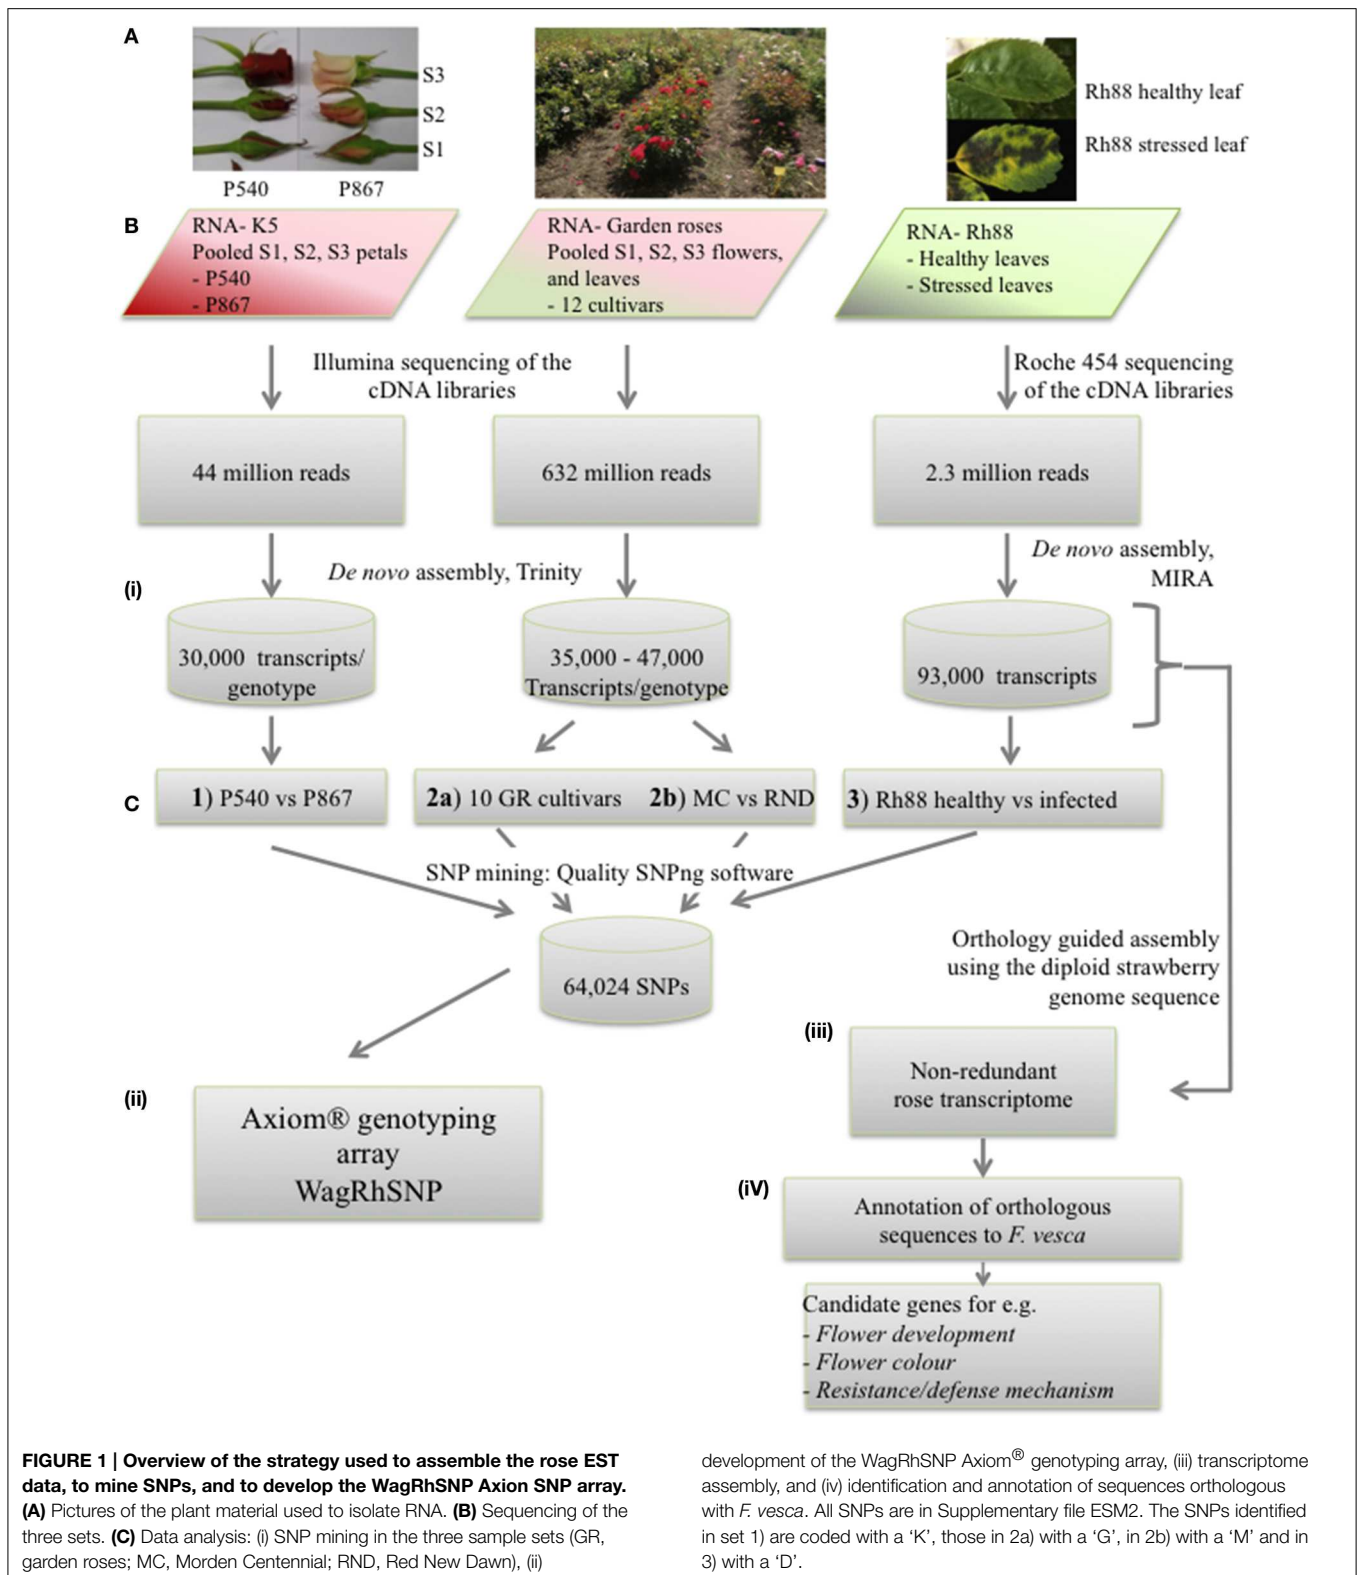 A
S3
S2
S1
P540 P867
Rh88 healthy leaf
Rh88 stressed leaf
B
RNA- K5
Pooled S1, S2, S3 petals
- P540
- P867
RNA- Garden roses
Pooled S1, S2, S3 flowers,
and leaves
- 12 cultivars
RNA- Rh88
- Healthy leaves
- Stressed leaves
Illumina sequencing of the
cDNA libraries
Roche 454 sequencing
of the cDNA libraries
44 million reads
632 million reads
2.3 million reads
De novo assembly, Trinity
De novo assembly,
MIRA
(i)
30,000 transcripts/
genotype
35,000 - 47,000
Transcripts/genotype
93,000 transcripts
C
1) P540 vs P867
2a) 10 GR cultivars 2b) MC vs RND
3) Rh88 healthy vs infected
SNP mining: Quality SNPng software
64,024 SNPs
Orthology guided assembly
using the diploid strawberry
genome sequence
(ii)
Axiom® genotyping
array
WagRhSNP
(iii)
Non-redundant
rose transcriptome
(iV)
Annotation of orthologous
sequences to F. vesca
Candidate genes for e.g.
- Flower development
- Flower colour
- Resistance/defense mechanism
FIGURE 1 | Overview of the strategy used to assemble the rose EST
data, to mine SNPs, and to develop the WagRhSNP Axion SNP array.
(A) Pictures of the plant material used to isolate RNA. (B) Sequencing of the
three sets. (C) Data analysis: (i) SNP mining in the three sample sets (GR,
garden roses; MC, Morden Centennial; RND, Red New Dawn), (ii)
development of the WagRhSNP Axiom® genotyping array, (iii) transcriptome
assembly, and (iv) identification and annotation of sequences orthologous
with F. vesca. All SNPs are in Supplementary file ESM2. The SNPs identified
in set 1) are coded with a 'K', those in 2a) with a 'G', in 2b) with a 'M' and in
3) with a 'D'.